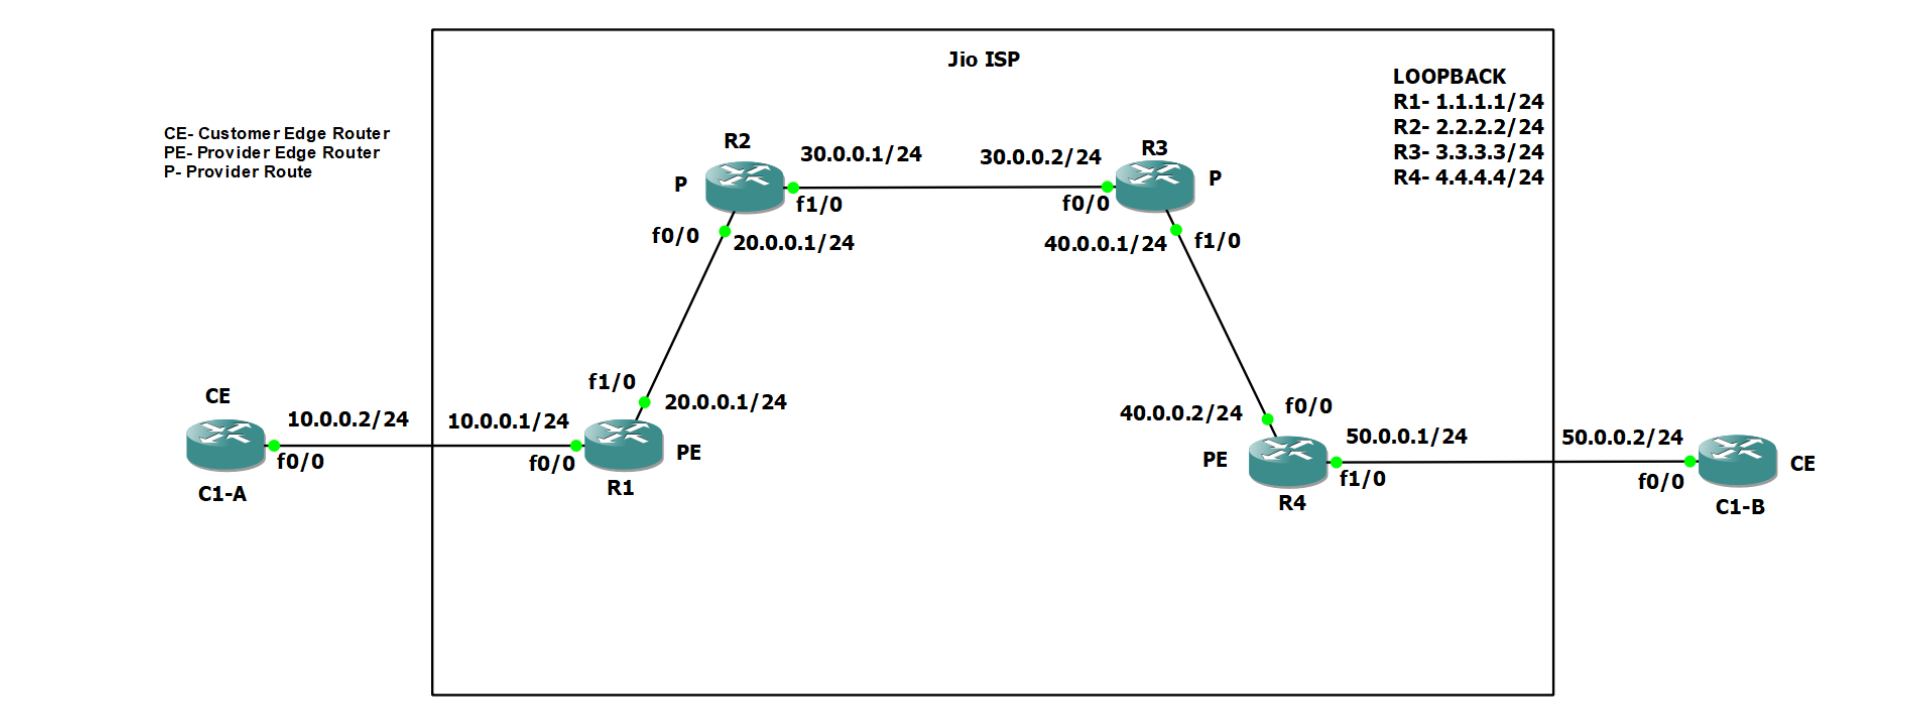 Jio ISP
LOOPBACK
R1- 1.1.1.1/24
R2- 2.2.2.2/24
R3- 3.3.3.3/24
R4- 4.4.4.4/24
CE- Customer Edge Router
PE- Provider Edge Router
P- Provider Route
R2
30.0.0.1/24
30.0.0.2/24
R3
P
P
f1/0
f0/0
f0/0
20.0.0.1/24
40.0.0.1/24
f1/0
f1/0
20.0.0.1/24
40.0.0.2/24
f0/0
CE
10.0.0.2/24
10.0.0.1/24
f0/0
f0/0
PE
C1-A
R1
50.0.0.1/24
50.0.0.2/24
PE
CE
f1/0
f0/0
R4
C1-B